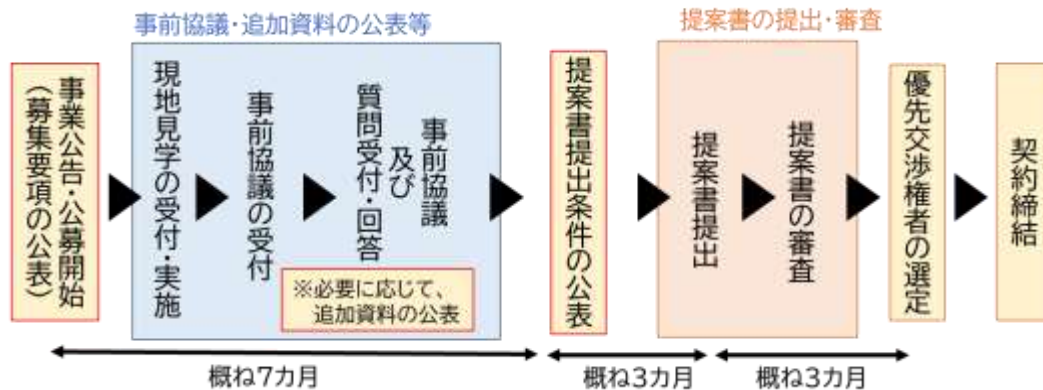 事前協議・追加資料の公表等
提案書の提出・審査
事業公告・公募開始
（募集要項の公表）
現地見学の受付・実施
事前協議の受付
事前協議
及び
質問受付・回答
※必要に応じて、
追加資料の公表
提案書提出条件の公表
提案書提出
提案書の審査
優先交渉権者の選定
契約締結
概ね7カ月
概ね3カ月
概ね3カ月